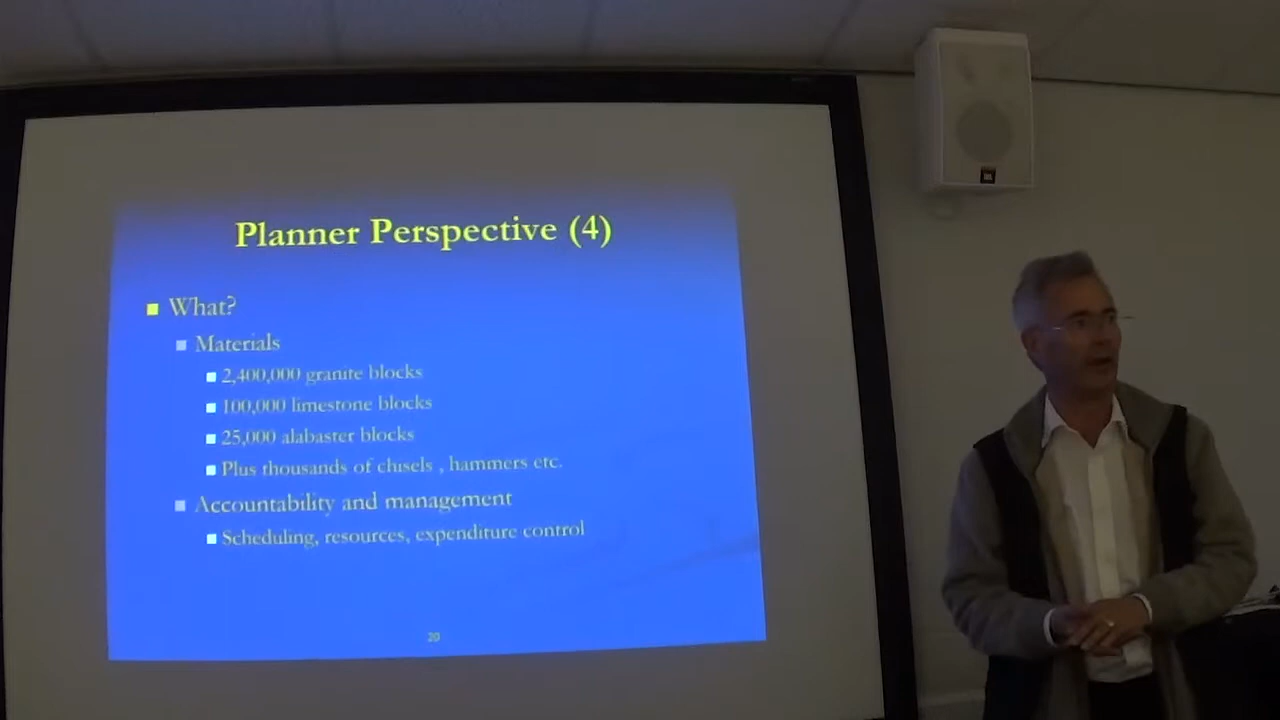 Planner Perspective (4)
What?
Materials
2,400,000 granite blocks
100,000 limestone blocks
25,000 alabaster blocks
Plus thousands of chisels , hammers etc.
Accountability and management
Scheduling, resources, expenditure control
20
JBL